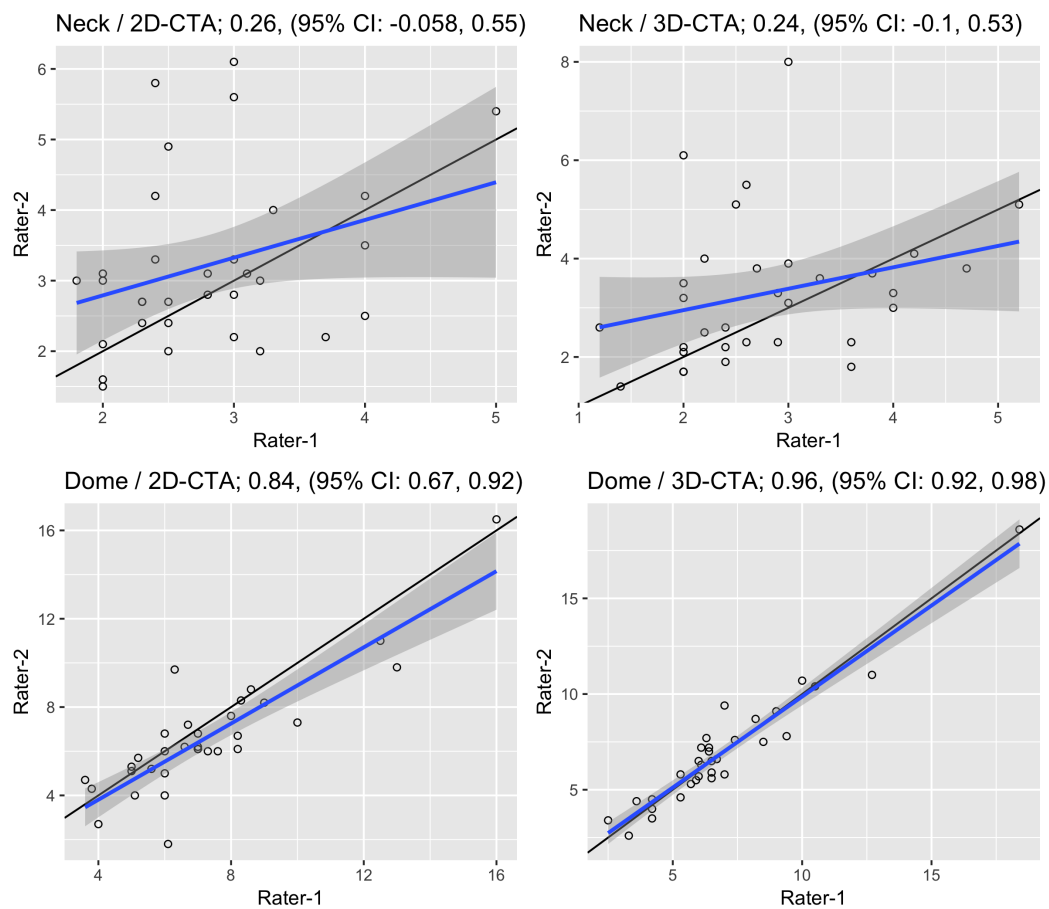 Neck / 2D-CTA; 0.26, (95% CI: -0.058, 0.55)
6
5
4
3
2
Rater-2
2
3
4
5
Rater-1
Neck / 3D-CTA; 0.24, (95% CI: -0.1, 0.53)
8
6
4
2
Rater-2
1
2
3
4
5
Rater-1
Dome / 2D-CTA; 0.84, (95% CI: 0.67, 0.92)
16
12
8
4
Rater-2
4
8
12
16
Rater-1
Dome / 3D-CTA; 0.96, (95% CI: 0.92, 0.98)
15
10
5
Rater-2
5
10
15
Rater-1